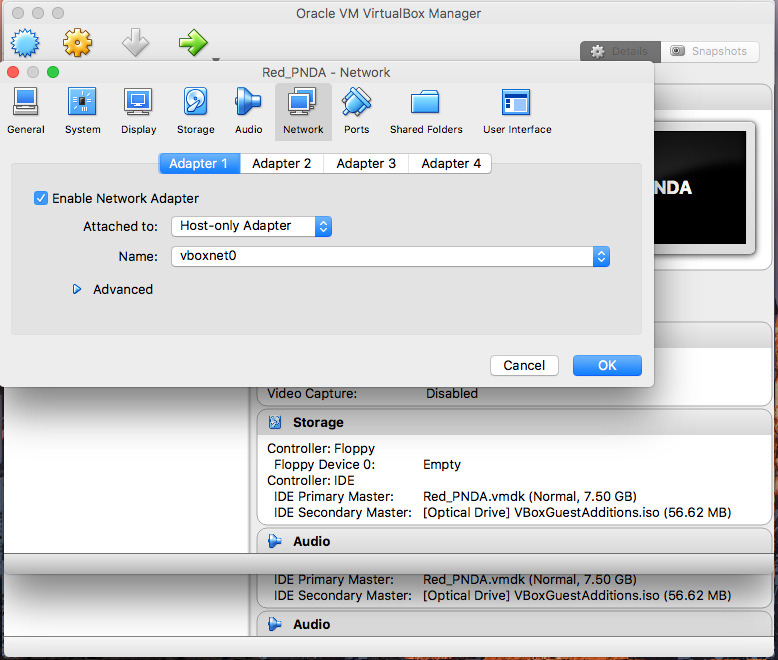 Oracle VM VirtualBox Manager
Details Snapshots
Red_PNDA - Network
General System Display Storage Audio Network Ports Shared Folders User Interface
Adapter 1 Adapter 2 Adapter 3 Adapter 4
Enable Network Adapter
Attached to: Host-only Adapter
Name: vboxnet0
Advanced
Cancel OK
NDA
Video Capture: Disabled
Storage
Controller: Floppy
Floppy Device 0: Empty
Controller: IDE
IDE Primary Master: Red_PNDA.vmdk (Normal, 7.50 GB)
IDE Secondary Master: [Optical Drive] VBoxGuestAdditions.iso (56.62 MB)
Audio
IDE Primary Master: Red_PNDA.vmdk (Normal, 7.50 GB)
IDE Secondary Master: [Optical Drive] VBoxGuestAdditions.iso (56.62 MB)
Audio